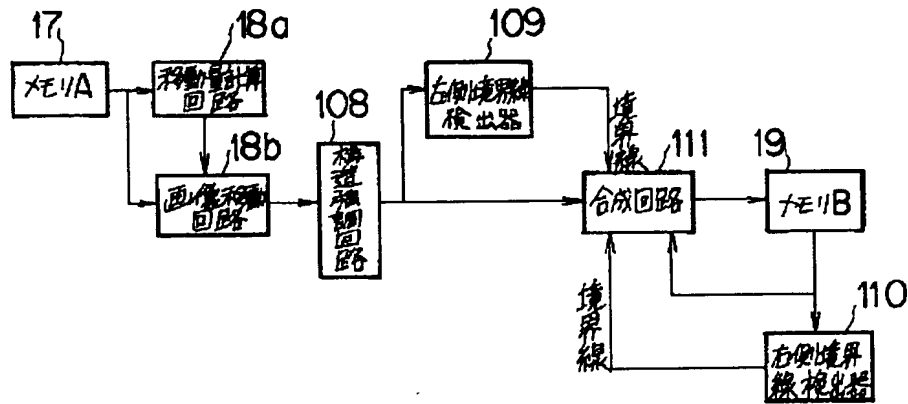 17
メモリA
18a
移動量計算
回路
18b
画像移動
回路
108
構造強調回路
109
左側境界線
検出器
境界線
111
合成回路
19
メモリB
境界線
110
右側境界
線検出器